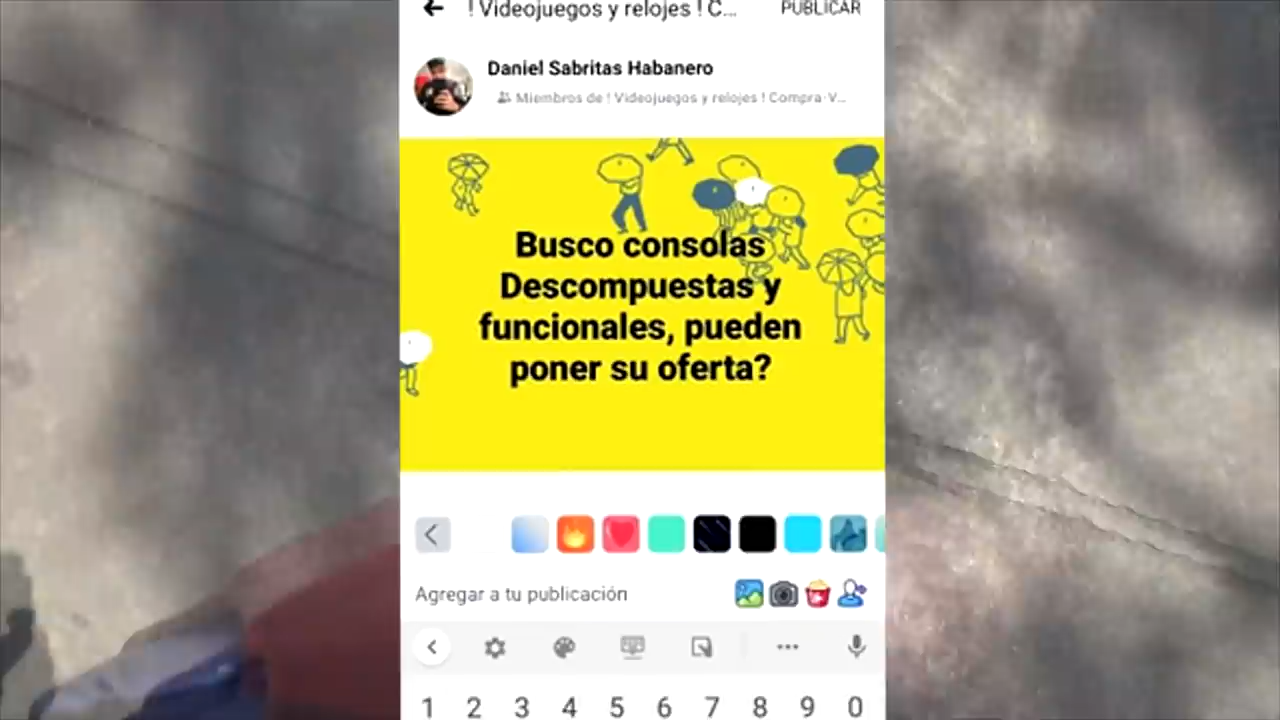 ! Videojuegos y relojes ! C...
PUBLICAR
Daniel Sabritas Habanero
Miembros de ! Videojuegos y relojes ! Compra-V...
Busco consolas
Descompuestas y
funcionales, pueden
poner su oferta?
Agregar a tu publicación
1 2 3 4 5 6 7 8 9 0